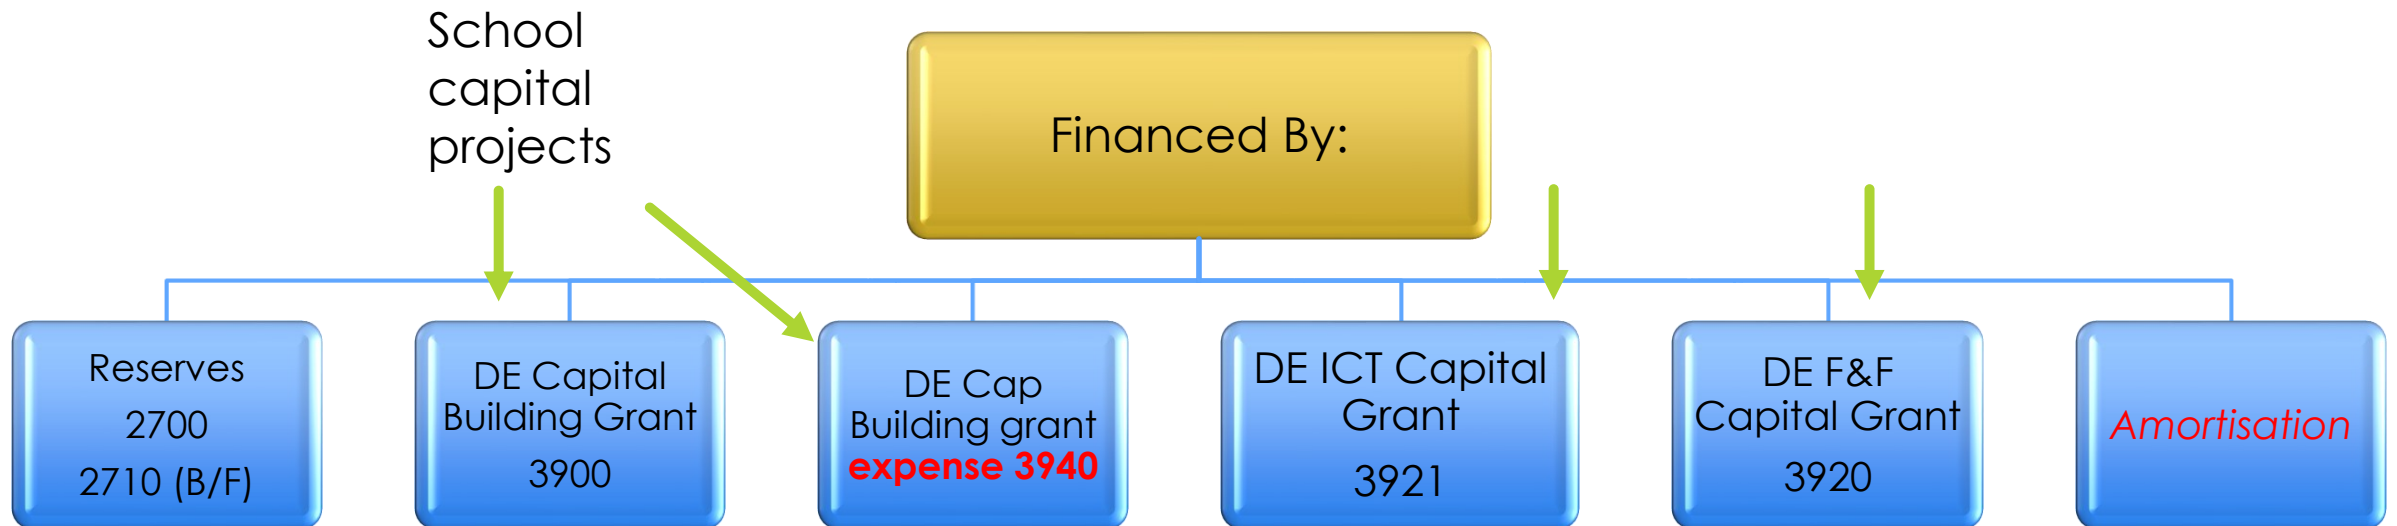 School
capital
projects
Financed By:
Reserves
2700
2710 (B/F)
DE Capital
Building Grant
3900
DE Cap
Building grant
expense 3940
DE ICT Capital
Grant
3921
DE F&F
Capital Grant
3920
Amortisation